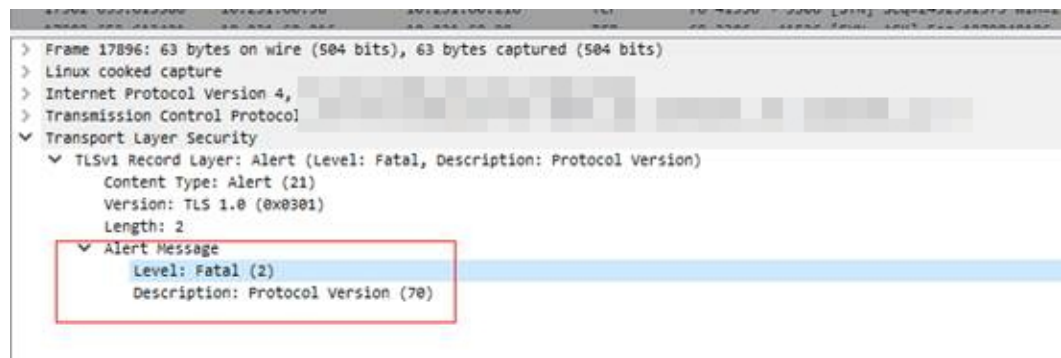 Frame 17896: 63 bytes on wire (504 bits), 63 bytes captured (504 bits)
Linux cooked capture
Internet Protocol Version 4,
Transmission Control Protocol
Transport Layer Security
TLSv1 Record Layer: Alert (Level: Fatal, Description: Protocol Version)
Content Type: Alert (21)
Version: TLS 1.0 (0x0301)
Length: 2
Alert Message
Level: Fatal (2)
Description: Protocol Version (70)